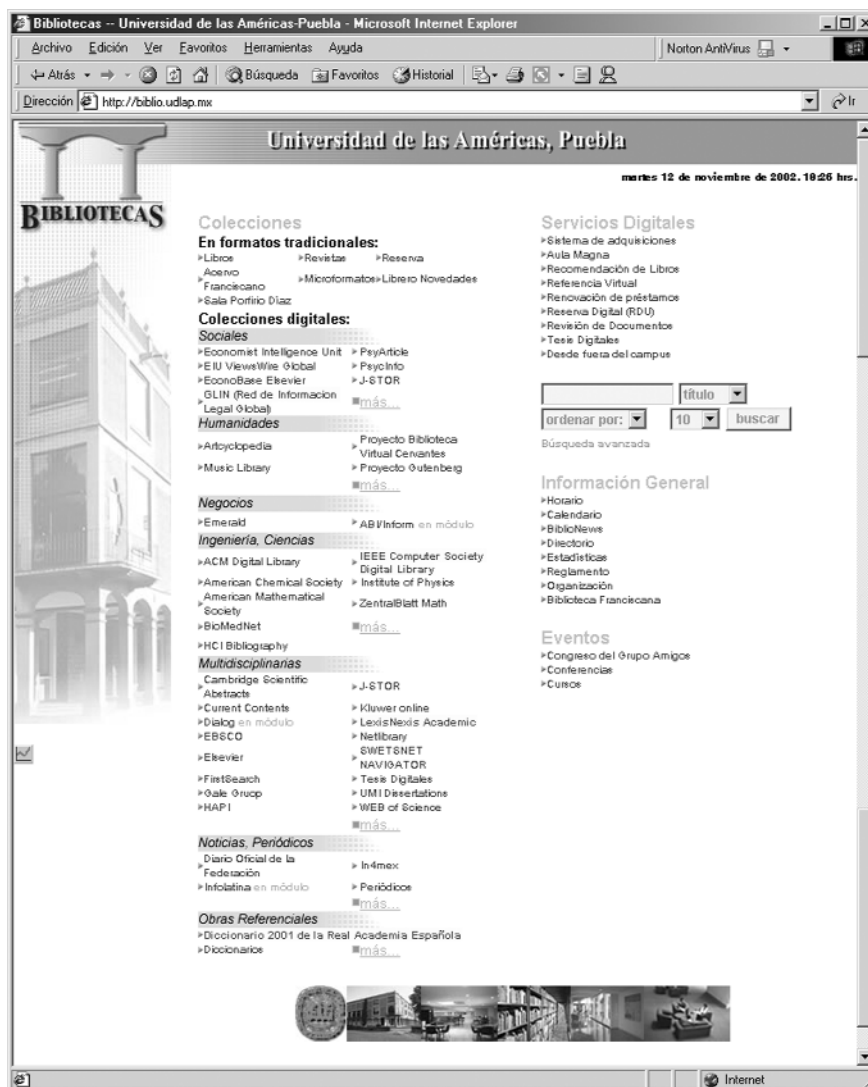 Bibliotecas -- Universidad de las Américas-Puebla - Microsoft Internet Explorer
Archivo Edición Ver Favoritos Herramientas Ayuda
Norton AntiVirus
Atrás
Búsqueda Favoritos Historial
Dirección http://biblio.udlap.mx
Ir
Universidad de las Américas, Puebla
martes 12 de noviembre de 2002. 18:26 hrs.
BIBLIOTECAS
Colecciones
En formatos tradicionales:
Libros Revistas Reserva
Acervo
Franciscano
Microformatos Librero Novedades
Sala Porfirio Díaz
Colecciones digitales:
Sociales
Economist Intelligence Unit PsyArticle
EIU ViewsWire Global PsycInfo
EconoBase Elsevier J-STOR
GLIN (Red de Informacion
Legal Global)
más...
Humanidades
Artcyclopedia
Proyecto Biblioteca
Virtual Cervantes
Music Library Proyecto Gutenberg
más...
Negocios
Emerald ABI/Inform en módulo
Ingeniería, Ciencias
ACM Digital Library
IEEE Computer Society
Digital Library
American Chemical Society Institute of Physics
American Mathematical
Society
ZentralBlatt Math
BioMedNet más...
HCI Bibliography
Multidisciplinarias
Cambridge Scientific
Abstracts
J-STOR
Current Contents Kluwer online
Dialog en módulo LexisNexis Academic
EBSCO Netlibrary
Elsevier
SWETSNET
NAVIGATOR
FirstSearch Tesis Digitales
Gale Gruop UMI Dissertations
HAPI WEB of Science
más...
Noticias, Periódicos
Diario Oficial de la
Federación
In4mex
Infolatina en módulo Periódicos
más...
Obras Referenciales
Diccionario 2001 de la Real Academia Española
Diccionarios más...
Servicios Digitales
Sistema de adquisiciones
Aula Magna
Recomendación de Libros
Referencia Virtual
Renovación de préstamos
Reserva Digital (RDU)
Revisión de Documentos
Tesis Digitales
Desde fuera del campus
título
ordenar por: 10 buscar
Búsqueda avanzada
Información General
Horario
Calendario
BiblioNews
Directorio
Estadísticas
Reglamento
Organización
Biblioteca Franciscana
Eventos
Congreso del Grupo Amigos
Conferencias
Cursos
Internet